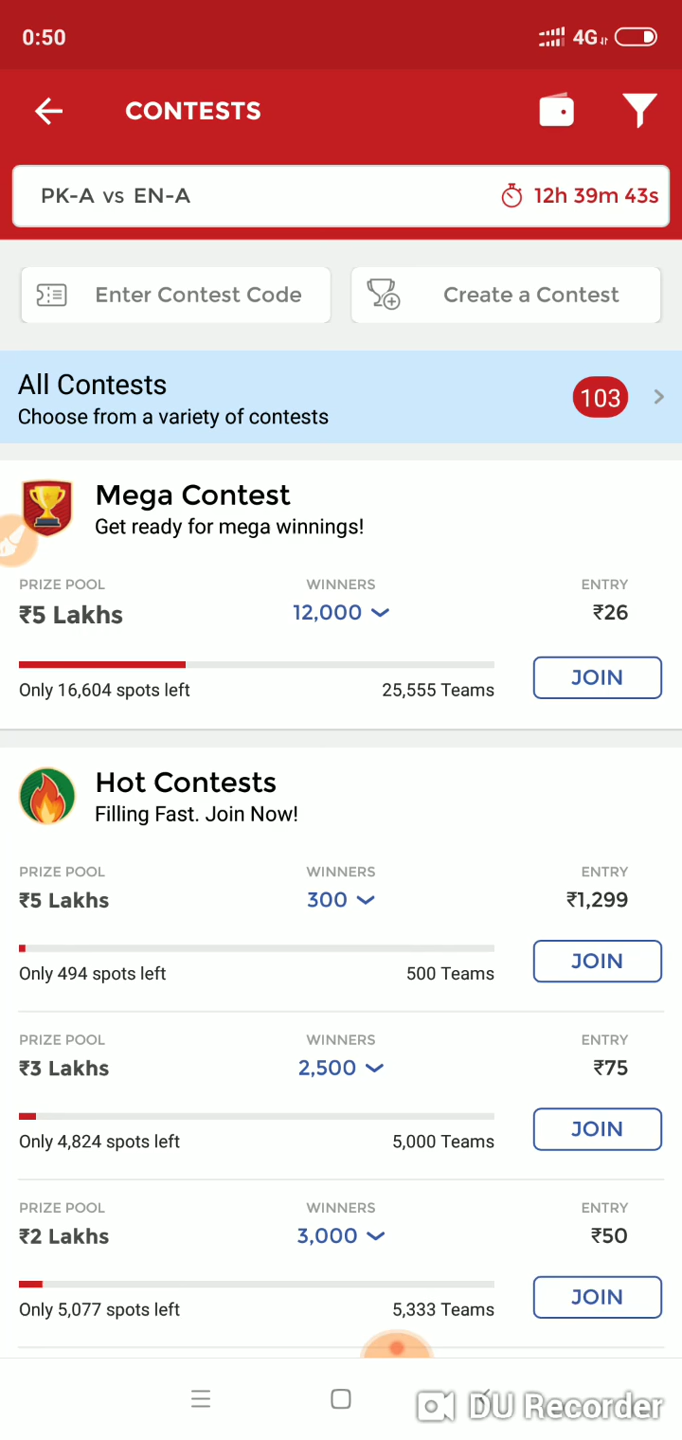 0:50 4G
CONTESTS
PK-A vs EN-A 12h 39m 43s
Enter Contest Code Create a Contest
All Contests
Choose from a variety of contests
103
Mega Contest
Get ready for mega winnings!
PRIZE POOL WINNERS ENTRY
₹5 Lakhs 12,000 ₹26
Only 16,604 spots left 25,555 Teams JOIN
Hot Contests
Filling Fast. Join Now!
PRIZE POOL WINNERS ENTRY
₹5 Lakhs 300 ₹1,299
Only 494 spots left 500 Teams JOIN
PRIZE POOL WINNERS ENTRY
₹3 Lakhs 2,500 ₹75
Only 4,824 spots left 5,000 Teams JOIN
PRIZE POOL WINNERS ENTRY
₹2 Lakhs 3,000 ₹50
Only 5,077 spots left 5,333 Teams JOIN
DU Recorder